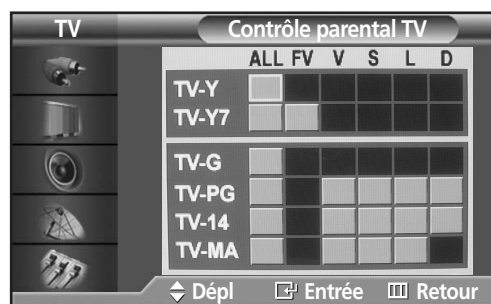 TV Contrôle parental TV
ALL FV V S L D
TV-Y
TV-Y7
TV-G
TV-PG
TV-14
TV-MA
Dépl Entrée Retour